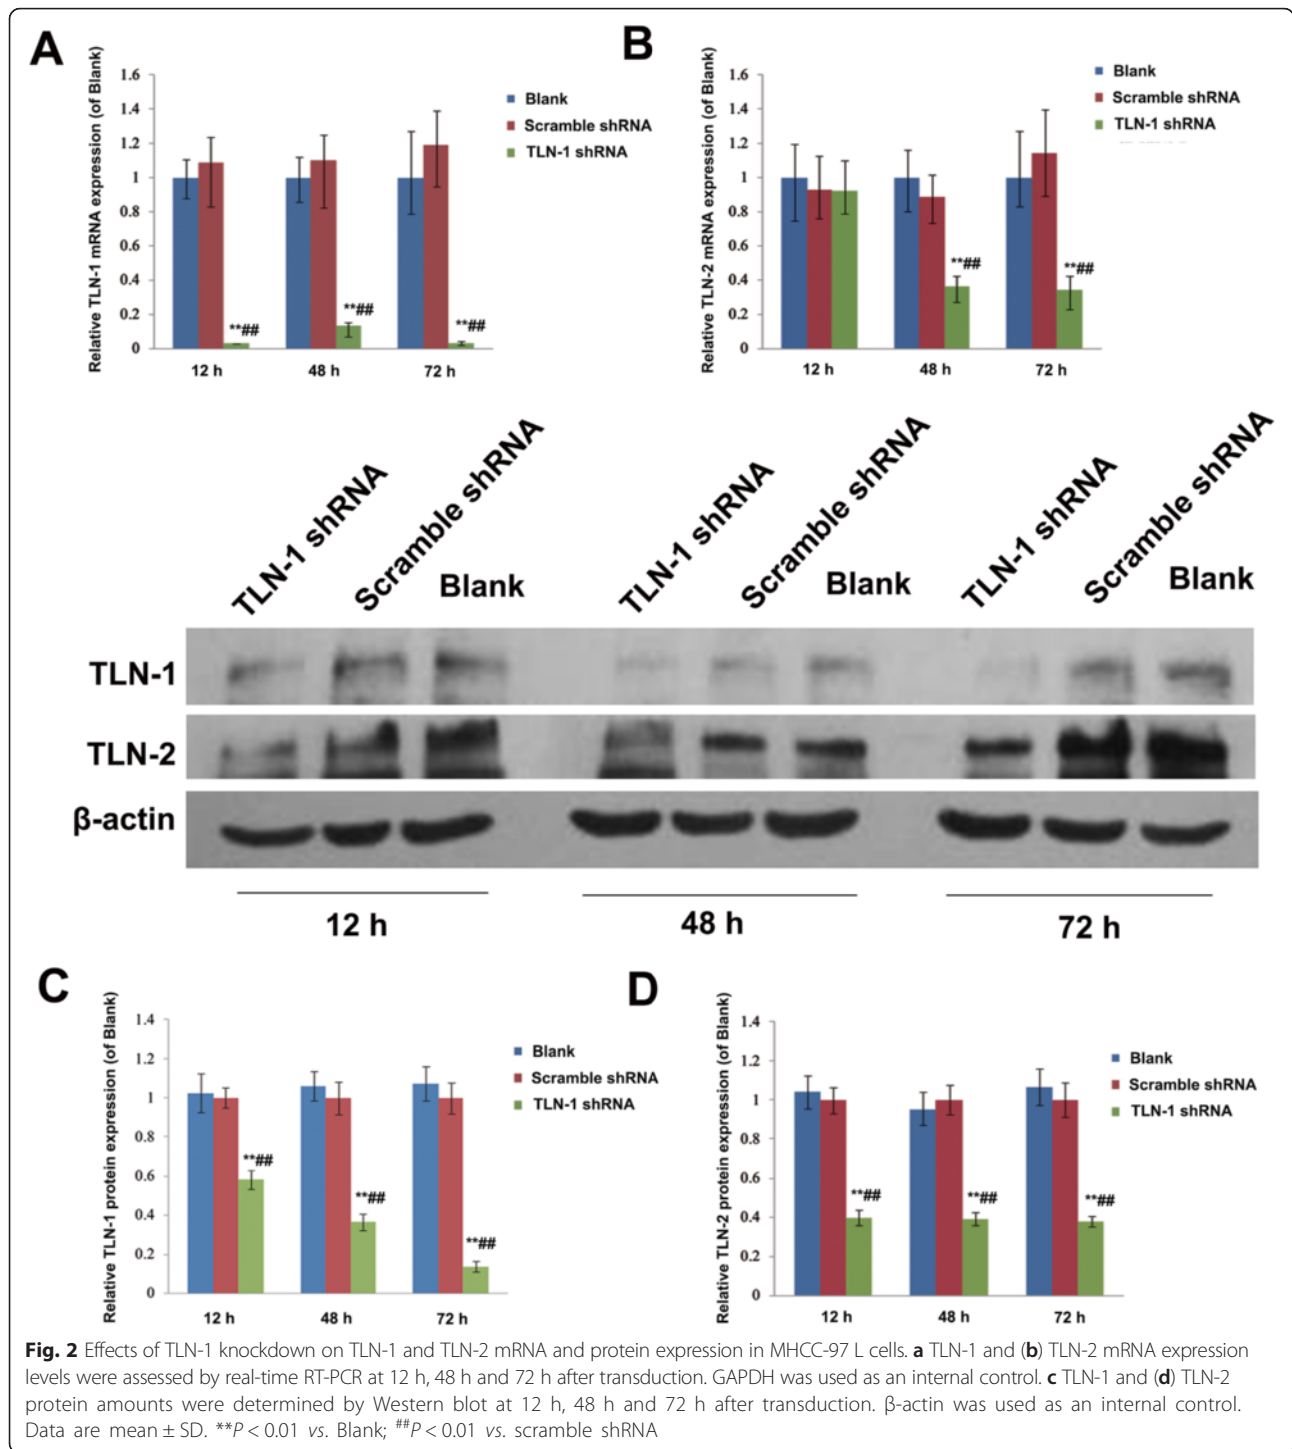 A
Relative TLN-1 mRNA expression (of Blank)
1.6
1.4
1.2
1
0.8
0.6
0.4
0.2
0
**##
**##
**##
12 h
48 h
72 h
Blank
Scramble shRNA
TLN-1 shRNA
B
Relative TLN-2 mRNA expression (of Blank)
1.6
1.4
1.2
1
0.8
0.6
0.4
0.2
0
**##
**##
12 h
48 h
72 h
Blank
Scramble shRNA
TLN-1 shRNA
TLN-1 shRNA
Scramble shRNA
Blank
TLN-1 shRNA
Scramble shRNA
Blank
TLN-1 shRNA
Scramble shRNA
Blank
TLN-1
TLN-2
β-actin
12 h
48 h
72 h
C
Relative TLN-1 protein expression (of Blank)
1.4
1.2
1
0.8
0.6
0.4
0.2
0
**##
**##
**##
12 h
48 h
72 h
Blank
Scramble shRNA
TLN-1 shRNA
D
Relative TLN-2 protein expression (of Blank)
1.4
1.2
1
0.8
0.6
0.4
0.2
0
**##
**##
**##
12 h
48 h
72 h
Blank
Scramble shRNA
TLN-1 shRNA
Fig. 2 Effects of TLN-1 knockdown on TLN-1 and TLN-2 mRNA and protein expression in MHCC-97 L cells. a TLN-1 and (b) TLN-2 mRNA expression
levels were assessed by real-time RT-PCR at 12 h, 48 h and 72 h after transduction. GAPDH was used as an internal control. c TLN-1 and (d) TLN-2
protein amounts were determined by Western blot at 12 h, 48 h and 72 h after transduction. β-actin was used as an internal control.
Data are mean ± SD. **P < 0.01 vs. Blank; ##P < 0.01 vs. scramble shRNA